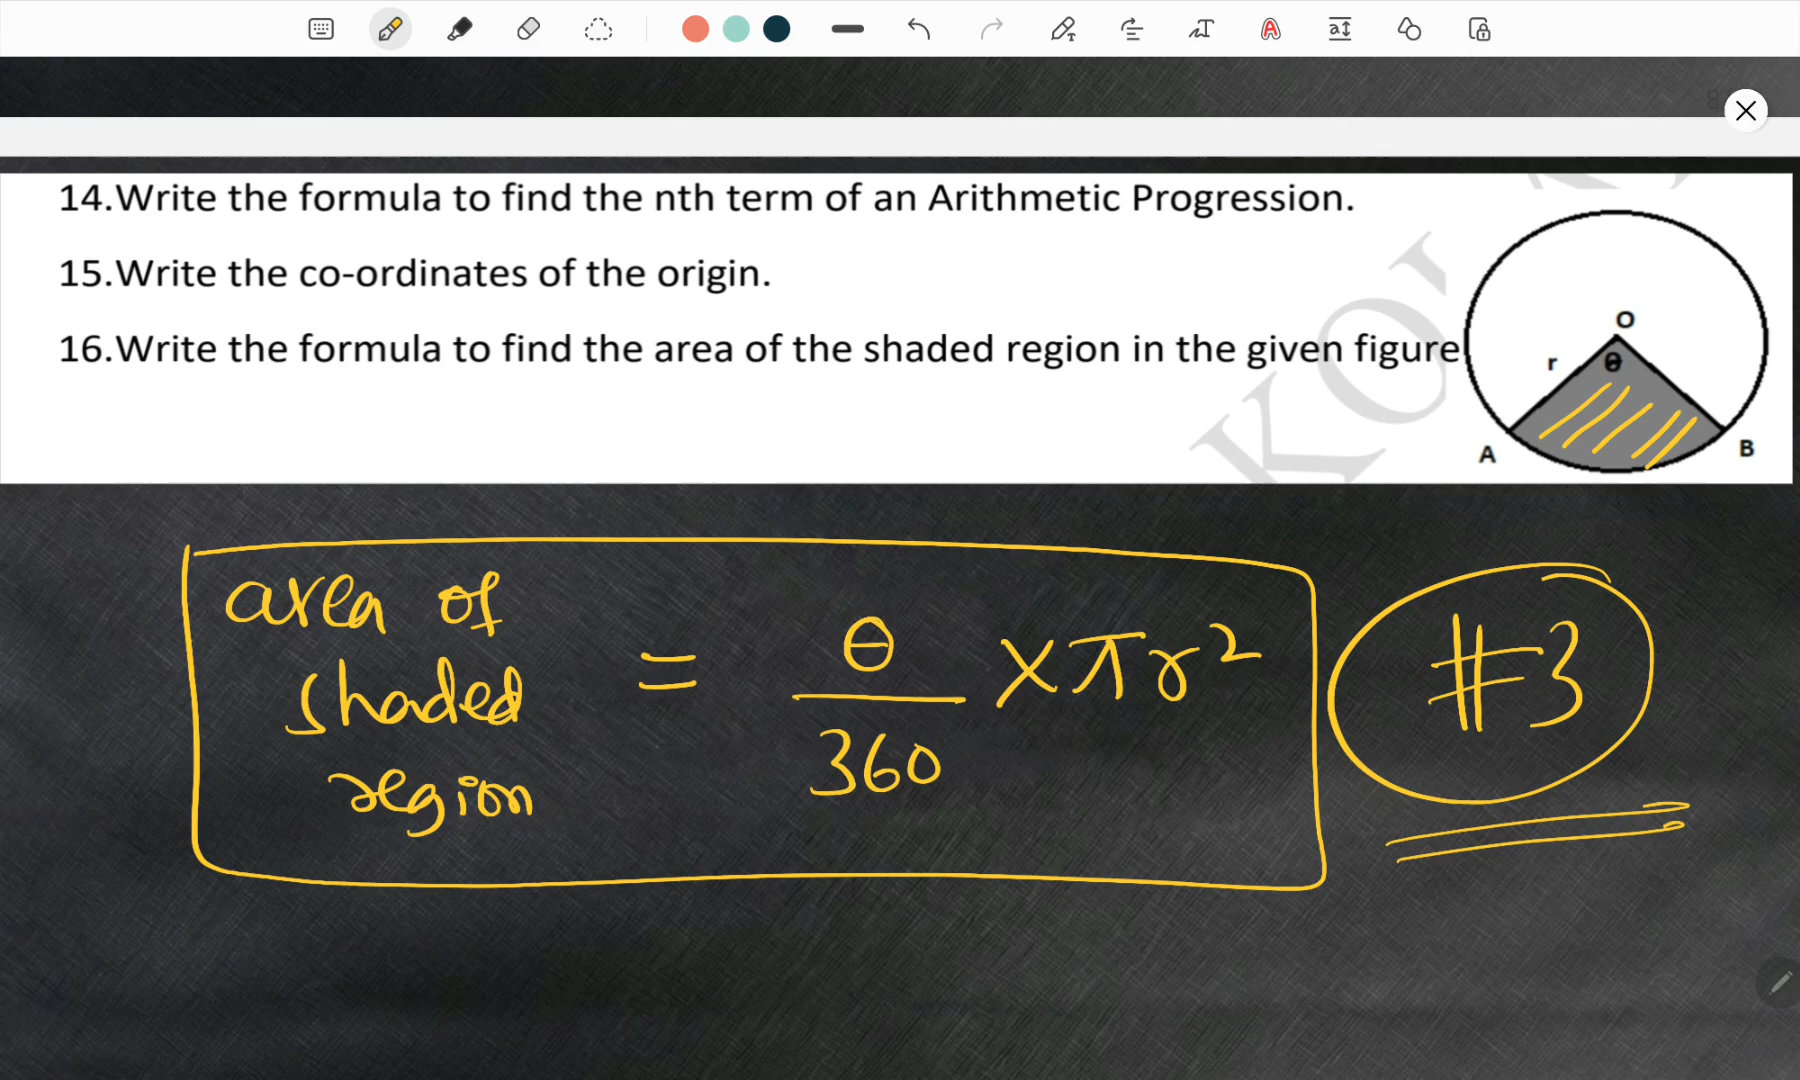 14.Write the formula to find the nth term of an Arithmetic Progression.
15.Write the co-ordinates of the origin.
16.Write the formula to find the area of the shaded region in the given figure
O
r
θ
A
B
KO
area of
shaded
region
= θ/360 × πr²
#3